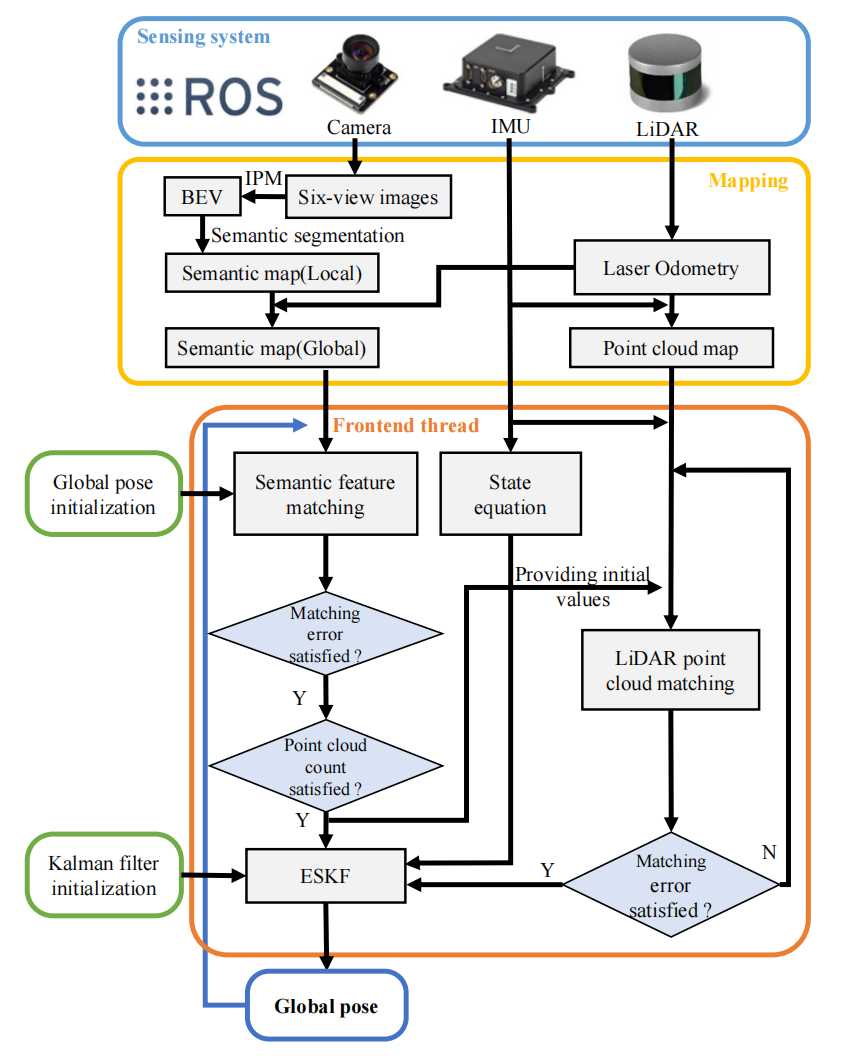 Sensing system
ROS
Camera
IMU
LiDAR
Mapping
BEV
IPM
Six-view images
Semantic segmentation
Semantic map(Local)
Laser Odometry
Semantic map(Global)
Point cloud map
Frontend thread
Global pose
initialization
Semantic feature
matching
State
equation
Providing initial
values
Matching
error
satisfied ?
LiDAR point
cloud matching
Y
Point cloud
count
satisfied ?
Y
Kalman filter
initialization
ESKF
Y
Matching
error
satisfied ?
N
Global pose